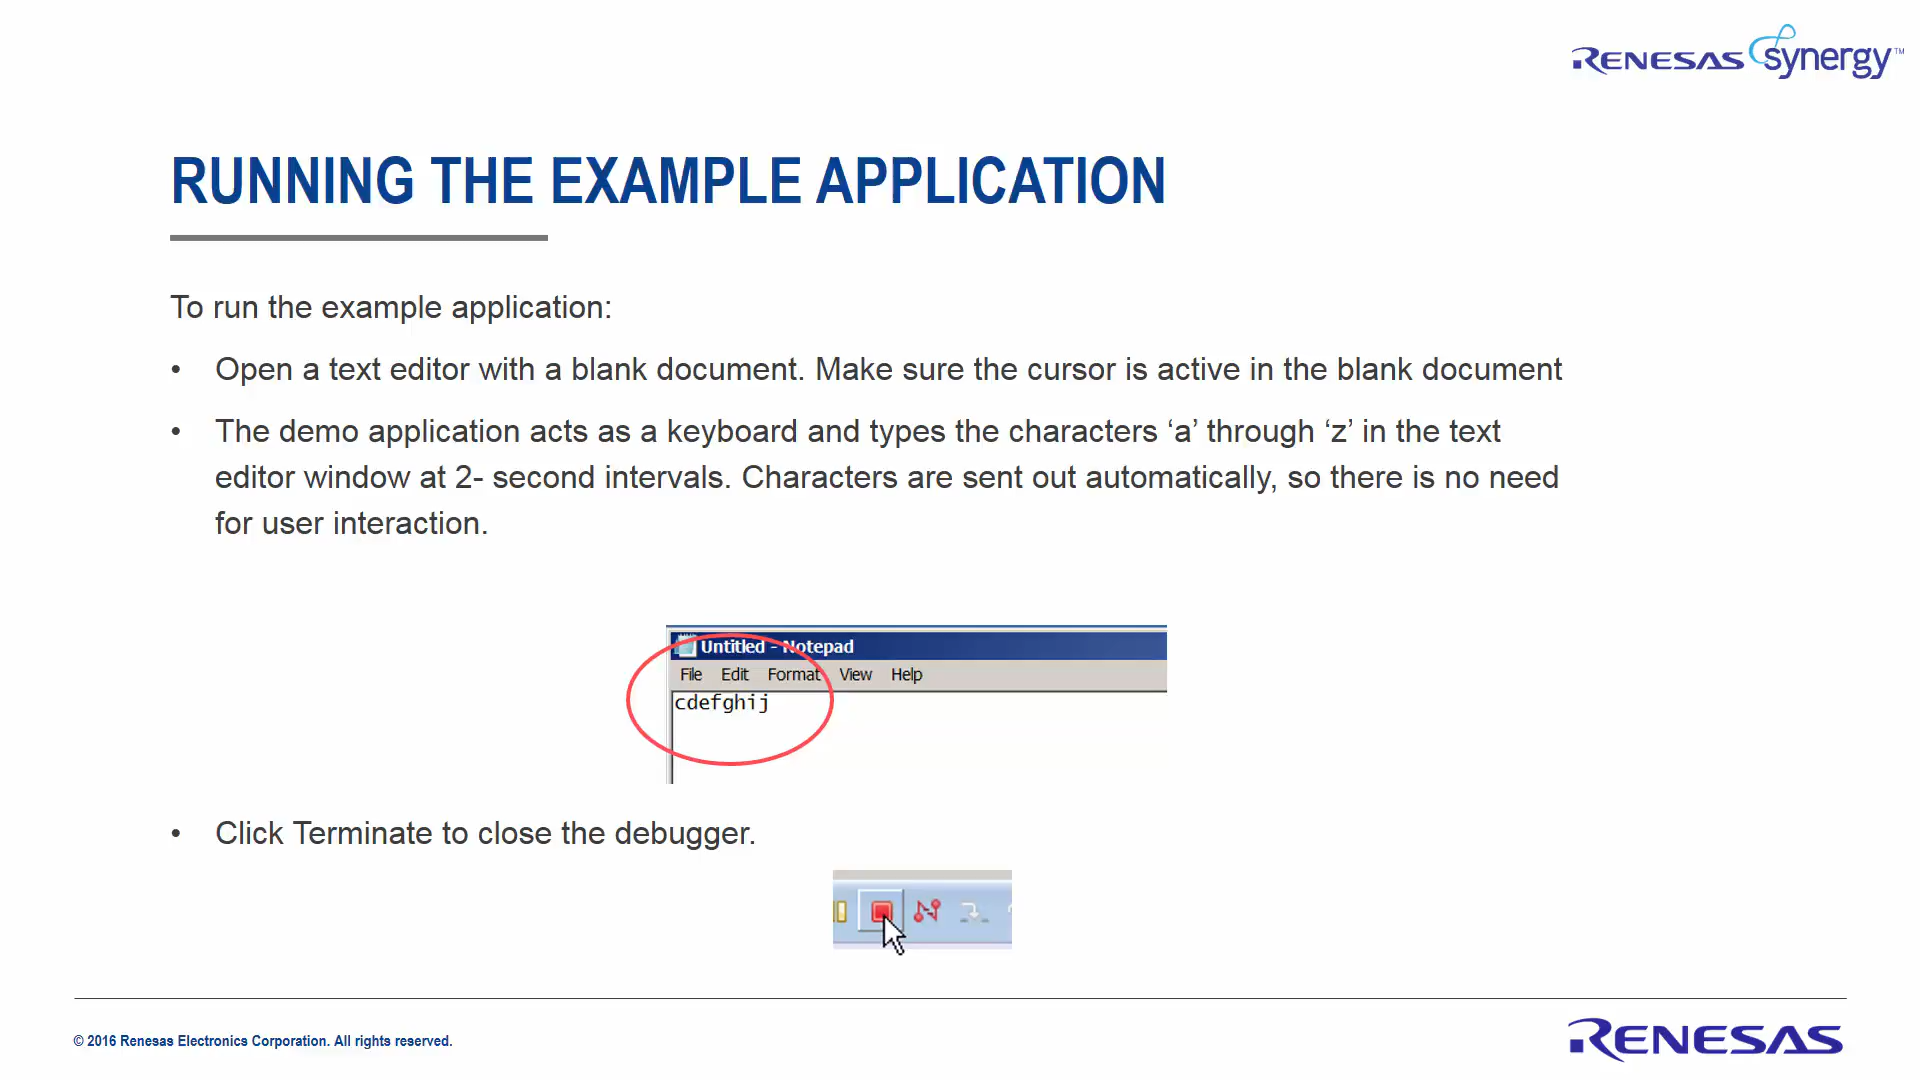 RENESAS synergy™
RUNNING THE EXAMPLE APPLICATION
To run the example application:
• Open a text editor with a blank document. Make sure the cursor is active in the blank document
• The demo application acts as a keyboard and types the characters ‘a’ through ‘z’ in the text
editor window at 2- second intervals. Characters are sent out automatically, so there is no need
for user interaction.
Untitled - Notepad
File Edit Format View Help
cdefghij
• Click Terminate to close the debugger.
© 2016 Renesas Electronics Corporation. All rights reserved.
RENESAS